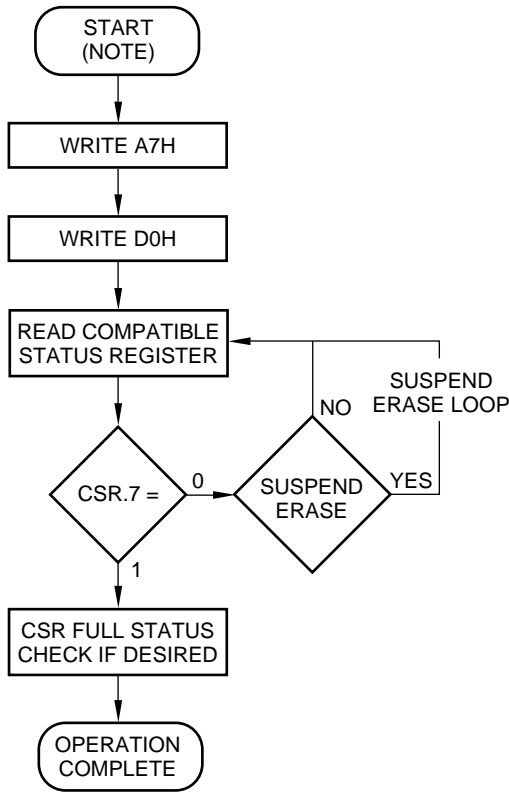 START
(NOTE)
WRITE A7H
WRITE D0H
READ COMPATIBLE
STATUS REGISTER
SUSPEND
ERASE LOOP
NO
CSR.7 =
0
SUSPEND
ERASE
YES
1
CSR FULL STATUS
CHECK IF DESIRED
OPERATION
COMPLETE